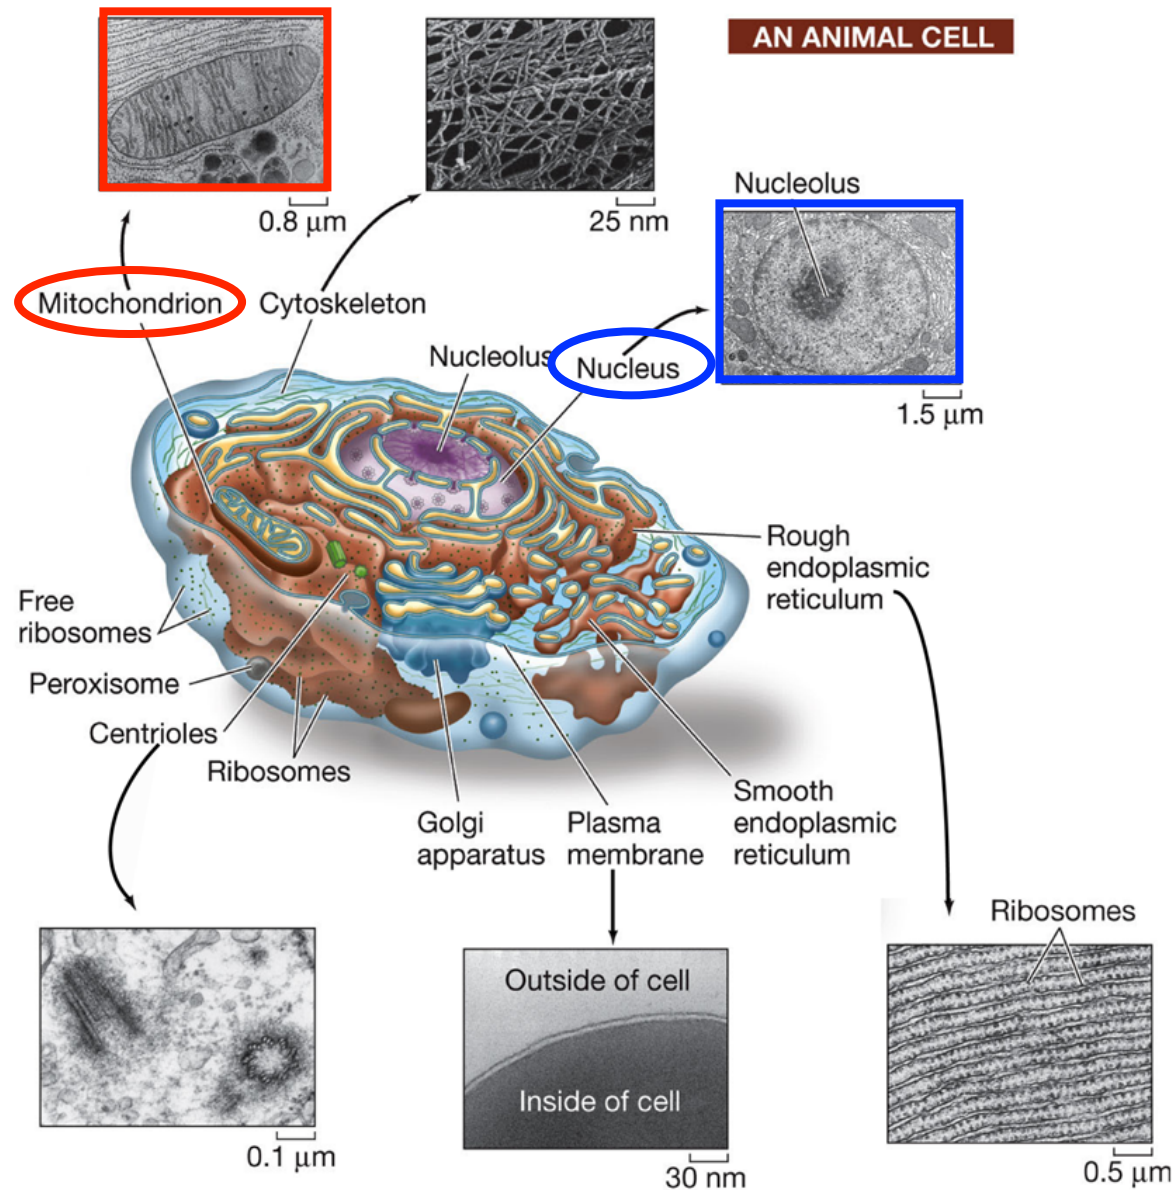 AN ANIMAL CELL
0.8 µm
25 nm
Nucleolus
1.5 µm
Mitochondrion
Cytoskeleton
Nucleolus
Nucleus
Rough
endoplasmic
reticulum
Free
ribosomes
Peroxisome
Centrioles
Ribosomes
Golgi
apparatus
Plasma
membrane
Smooth
endoplasmic
reticulum
0.1 µm
Outside of cell
Inside of cell
30 nm
Ribosomes
0.5 µm